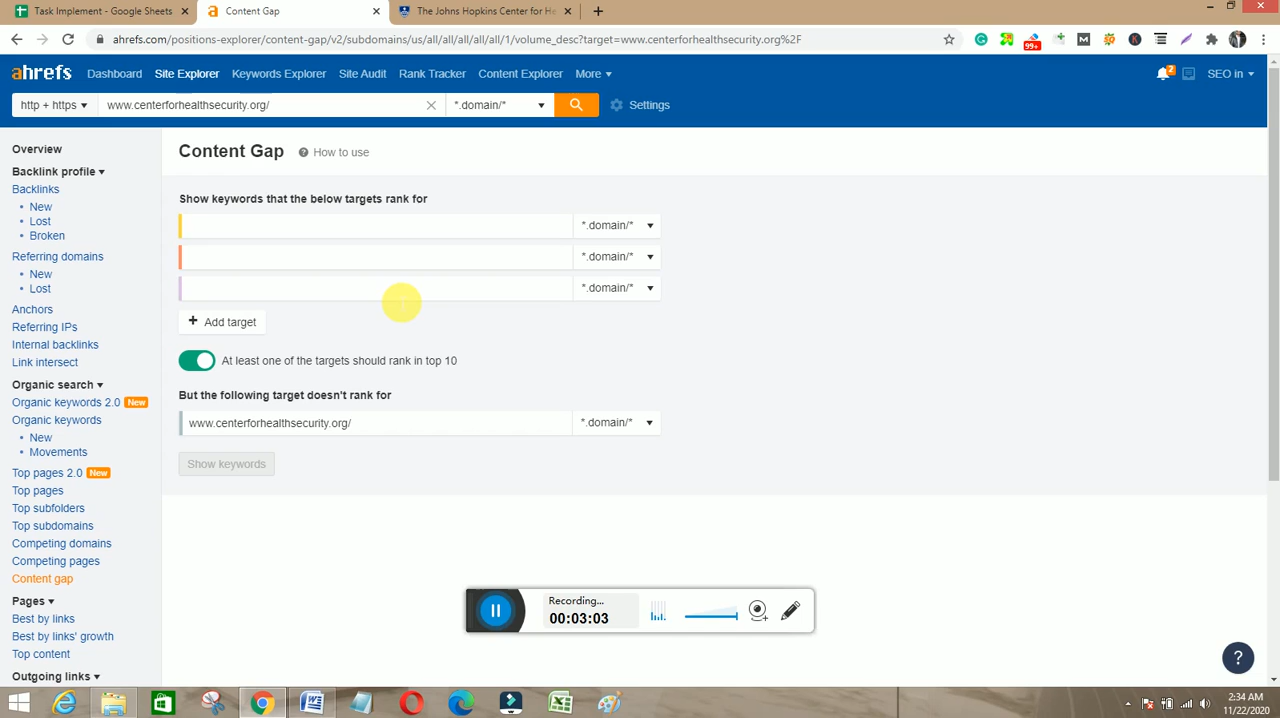 Task Implement - Google Sheets
Content Gap
The Johns Hopkins Center for He
ahrefs.com/positions-explorer/content-gap/v2/subdomains/us/all/all/all/all/all/1/volume_desc?target=www.centerforhealthsecurity.org%2F
99+
ahrefs
Dashboard
Site Explorer
Keywords Explorer
Site Audit
Rank Tracker
Content Explorer
More
2
SEO in
http + https
www.centerforhealthsecurity.org/
*.domain/*
Settings
Overview
Backlink profile
Backlinks
New
Lost
Broken
Referring domains
New
Lost
Anchors
Referring IPs
Internal backlinks
Link intersect
Organic search
Organic keywords 2.0 New
Organic keywords
New
Movements
Top pages 2.0 New
Top pages
Top subfolders
Top subdomains
Competing domains
Competing pages
Content gap
Pages
Best by links
Best by links' growth
Top content
Outgoing links
Content Gap
? How to use
Show keywords that the below targets rank for
*.domain/*
*.domain/*
*.domain/*
+ Add target
At least one of the targets should rank in top 10
But the following target doesn't rank for
www.centerforhealthsecurity.org/
*.domain/*
Show keywords
Recording...
00:03:03
?
2:34 AM
11/22/2020